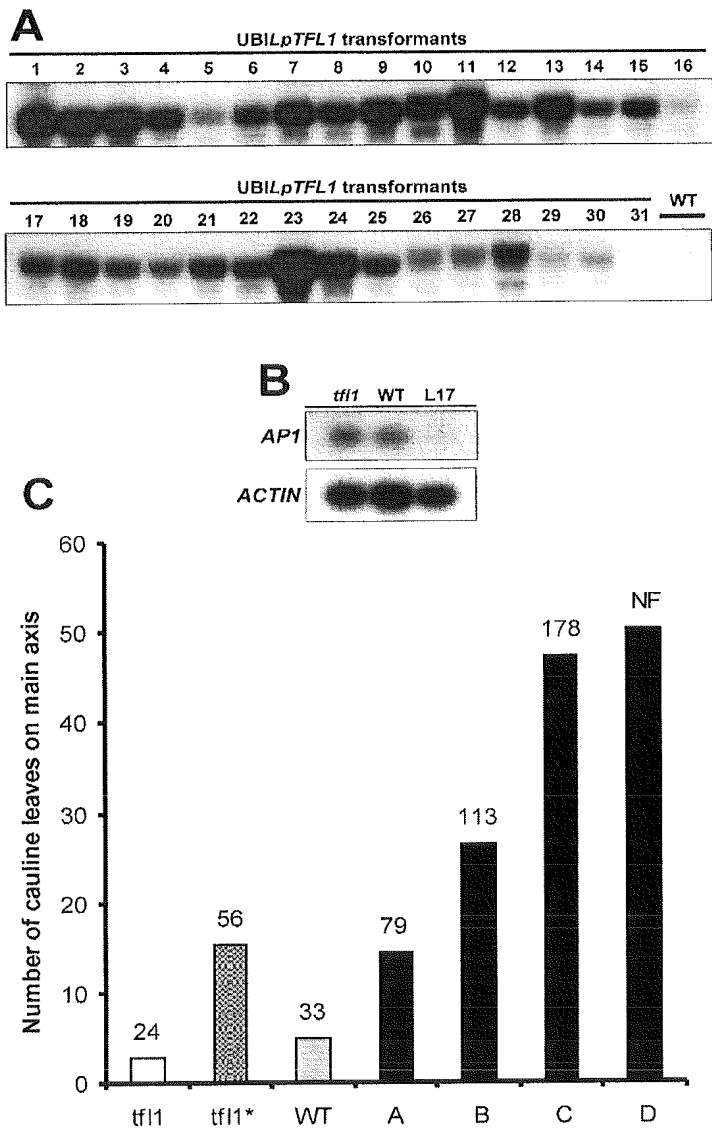 A
UBILpTFL1 transformants
1 2 3 4 5 6 7 8 9 10 11 12 13 14 15 16
UBILpTFL1 transformants
WT
17 18 19 20 21 22 23 24 25 26 27 28 29 30 31
B
tfl1 WT L17
AP1
ACTIN
C
Number of cauline leaves on main axis
60
50
40
30
20
10
0
24
56
33
79
113
178
NF
tfl1 tfl1* WT A B C D